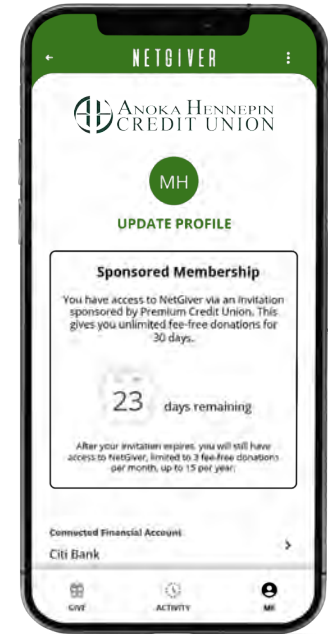 NETGIVER
ANOKA HENNEPIN
CREDIT UNION
MH
UPDATE PROFILE
Sponsored Membership
You have access to NetGiver via an invitation
sponsored by Premium Credit Union. This
gives you unlimited fee-free donations for
30 days.
23 days remaining
After your invitation expires, you will still have
access to NetGiver, limited to 3 fee-free donations
per month, up to 15 per year.
Connected Financial Account
Citi Bank
GIVE ACTIVITY ME